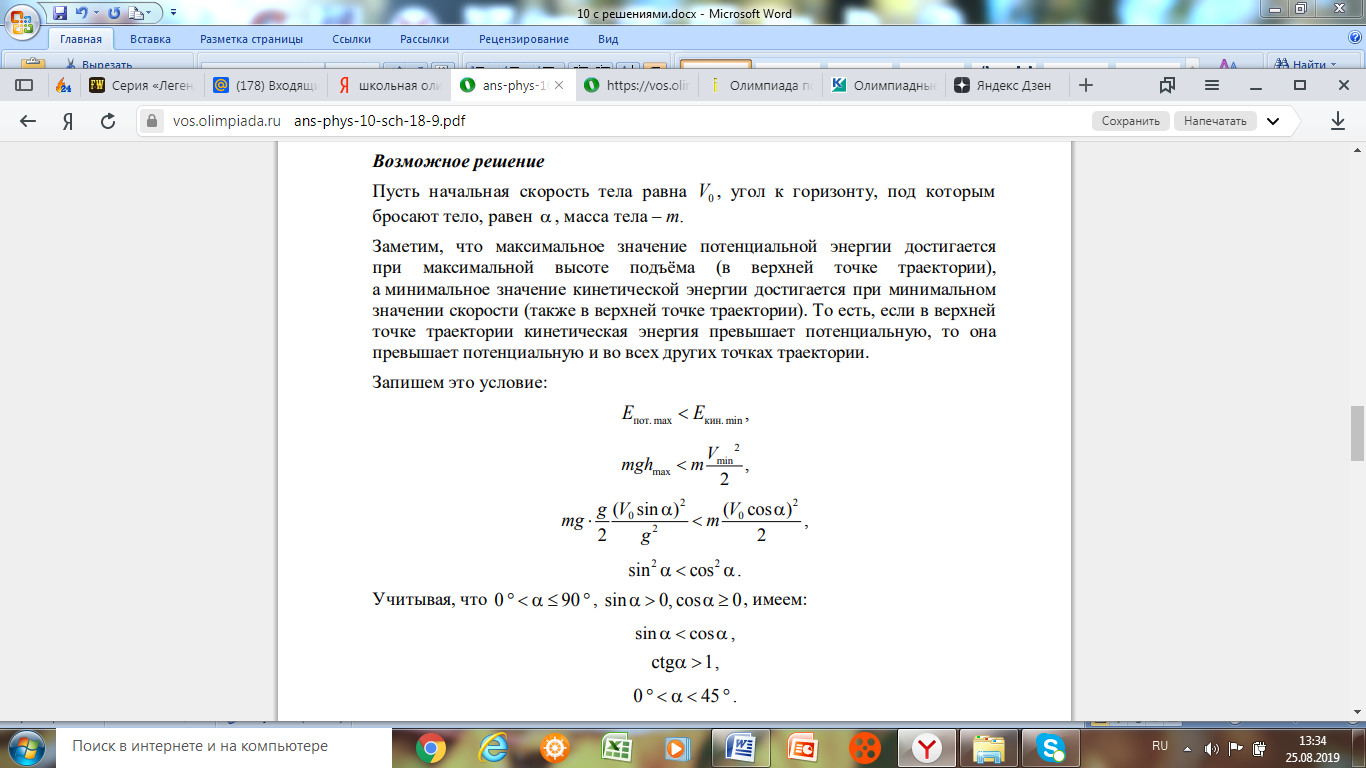 10 с решениями.docx - Microsoft Word
Главная Вставка Разметка страницы Ссылки Рассылки Рецензирование Вид
Вырезать Найти
24 FW Серия «Леген, (178) Входящи школьная оли ans-phys-10 https://vos.olim Олимпиада по Олимпиадные Яндекс Дзен
vos.olimpiada.ru ans-phys-10-sch-18-9.pdf Сохранить Напечатать
Возможное решение
Пусть начальная скорость тела равна V₀, угол к горизонту, под которым
бросают тело, равен α, масса тела – m.
Заметим, что максимальное значение потенциальной энергии достигается
при максимальной высоте подъёма (в верхней точке траектории),
а минимальное значение кинетической энергии достигается при минимальном
значении скорости (также в верхней точке траектории). То есть, если в верхней
точке траектории кинетическая энергия превышает потенциальную, то она
превышает потенциальную и во всех других точках траектории.
Запишем это условие:
Eпот. max < Eкин. min,
mghmax < m Vmin²/2,
mg · g/2 (V₀ sin α)²/g² < m (V₀ cos α)²/2,
sin² α < cos² α.
Учитывая, что 0° < α ≤ 90°, sin α > 0, cos α ≥ 0, имеем:
sin α < cos α,
ctgα > 1,
0° < α < 45°.
Поиск в интернете и на компьютере
RU
13:34
25.08.2019